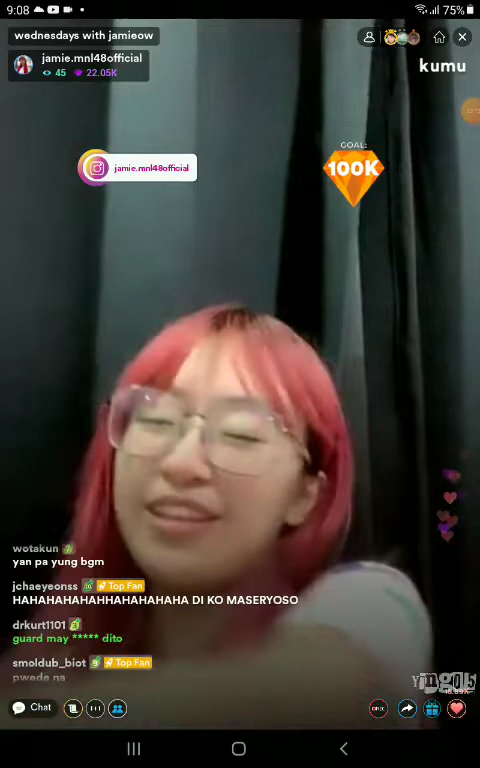 9:08
75%
wednesdays with jamieow
jamie.mnl48official
45 22.05K
kumu
GOAL:
100K
jamie.mnl48official
wotakun
yan pa yung bgm
jchaeyeonss Top Fan
HAHAHAHAHAHHAHAHAHAHA DI KO MASERYOSO
drkurt1101
guard may ***** dito
smoldub_biot 9 Top Fan
pwede na
Chat